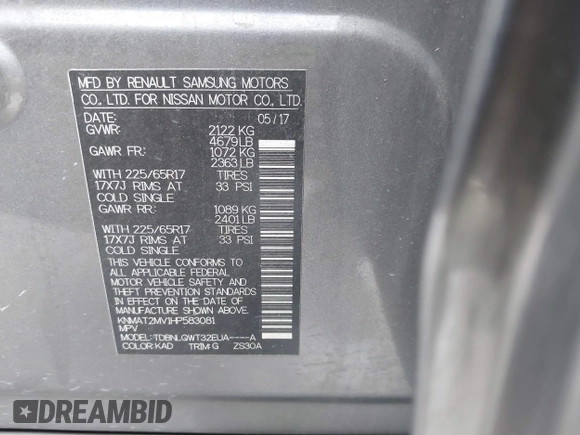 MFD BY RENAULT SAMSUNG MOTORS
CO., LTD. FOR NISSAN MOTOR CO., LTD.
DATE: 05/17
GVWR: 2122 KG
4679 LB
GAWR FR: 1072 KG
2363 LB
WITH 225/65R17 TIRES
17X7J RIMS AT 33 PSI
COLD SINGLE
GAWR RR: 1089 KG
2401 LB
WITH 225/65R17 TIRES
17X7J RIMS AT 33 PSI
COLD SINGLE
THIS VEHICLE CONFORMS TO
ALL APPLICABLE FEDERAL
MOTOR VEHICLE SAFETY AND
THEFT PREVENTION STANDARDS
IN EFFECT ON THE DATE OF
MANUFACTURE SHOWN ABOVE.
KNMAT2MV1HP583081
MPV
MODEL: TDBNLQWT32EUA----A
COLOR:KAD TRIM:G ZS30A
DREAMBID